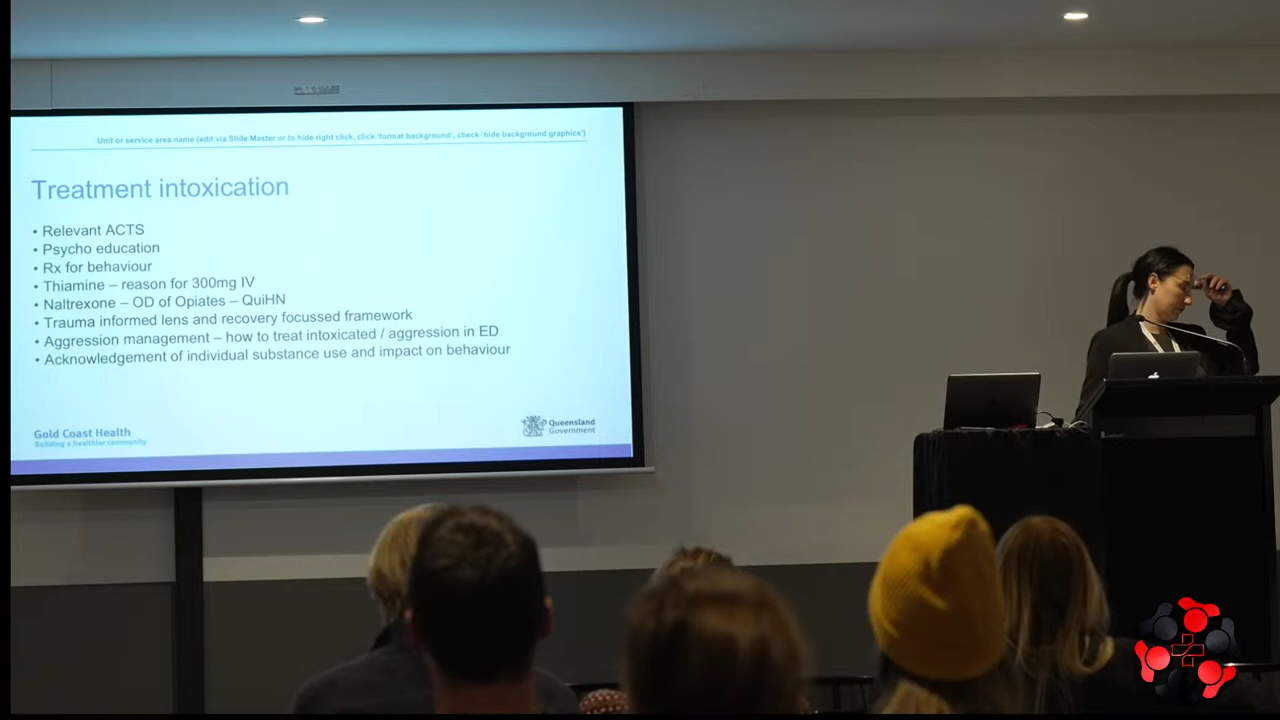 Unit or service area name (edit via Slide Master or to hide right click, click 'format background', check 'hide background graphics')
Treatment intoxication
• Relevant ACTS
• Psycho education
• Rx for behaviour
• Thiamine – reason for 300mg IV
• Naltrexone – OD of Opiates – QuiHN
• Trauma informed lens and recovery focussed framework
• Aggression management – how to treat intoxicated / aggression in ED
• Acknowledgement of individual substance use and impact on behaviour
Gold Coast Health
Building a healthier community
Queensland
Government